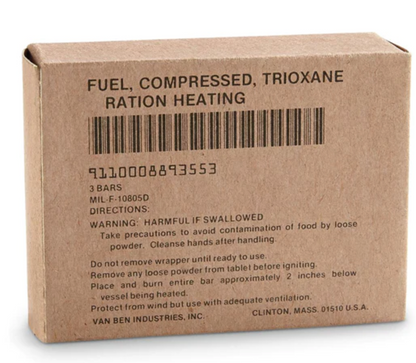 FUEL, COMPRESSED, TRIOXANE
RATION HEATING
9110008893553
3 BARS
MIL-F-10805D
DIRECTIONS:
WARNING: HARMFUL IF SWALLOWED
Take precautions to avoid contamination of food by loose
powder. Cleanse hands after handling.
Do not remove wrapper until ready to use.
Remove any loose powder from tablet before igniting.
Place and burn entire bar approximately 2 inches below
vessel being heated.
Protect from wind but use with adequate ventilation.
VAN BEN INDUSTRIES, INC. CLINTON, MASS. 01510 U.S.A.